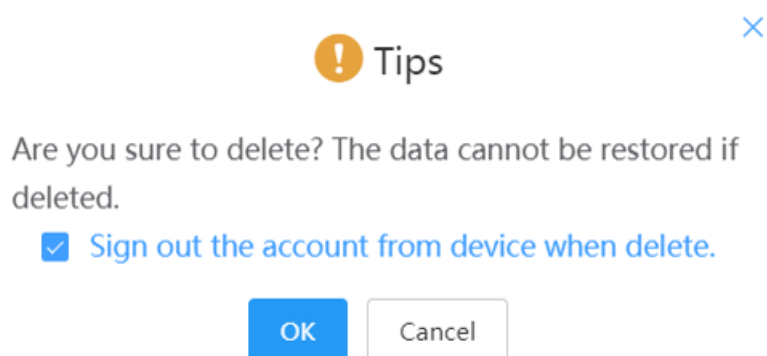 Tips
Are you sure to delete? The data cannot be restored if
deleted.
Sign out the account from device when delete.
OK Cancel